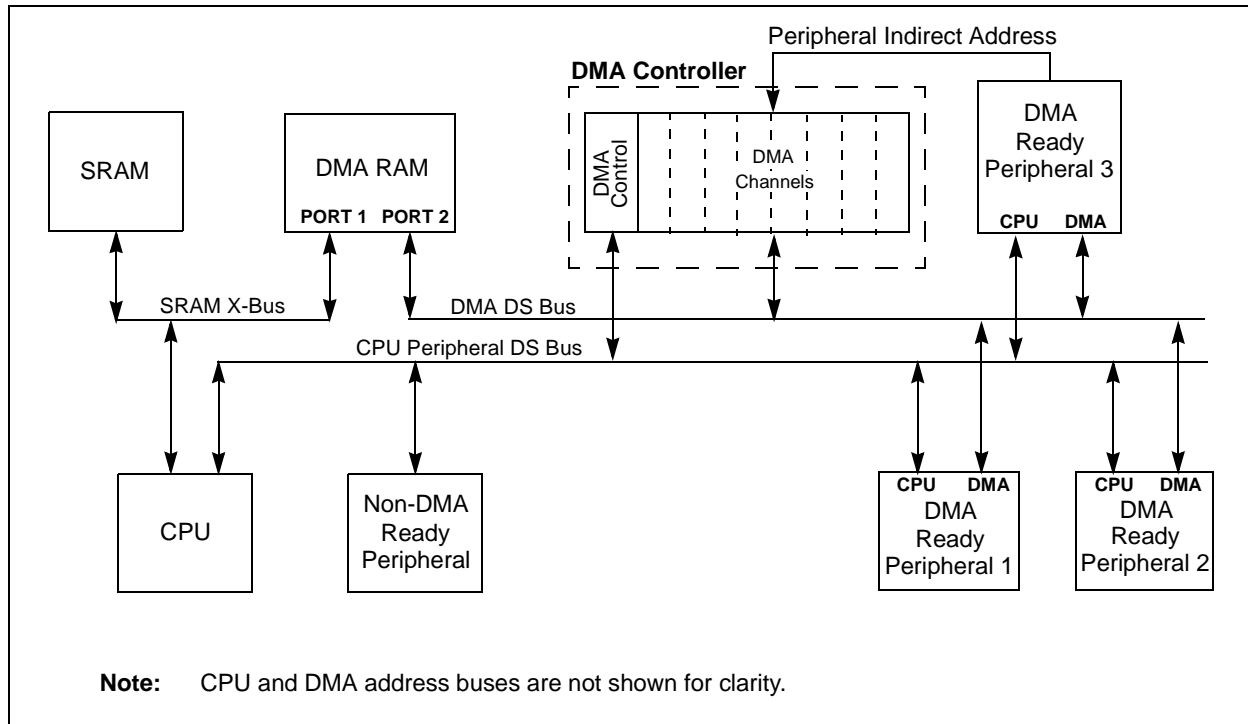 Peripheral Indirect Address
DMA Controller
SRAM
DMA RAM
PORT 1 PORT 2
DMA
Control
DMA
Channels
DMA
Ready
Peripheral 3
CPU DMA
SRAM X-Bus
DMA DS Bus
CPU Peripheral DS Bus
CPU
Non-DMA
Ready
Peripheral
CPU DMA
DMA
Ready
Peripheral 1
CPU DMA
DMA
Ready
Peripheral 2
Note: CPU and DMA address buses are not shown for clarity.